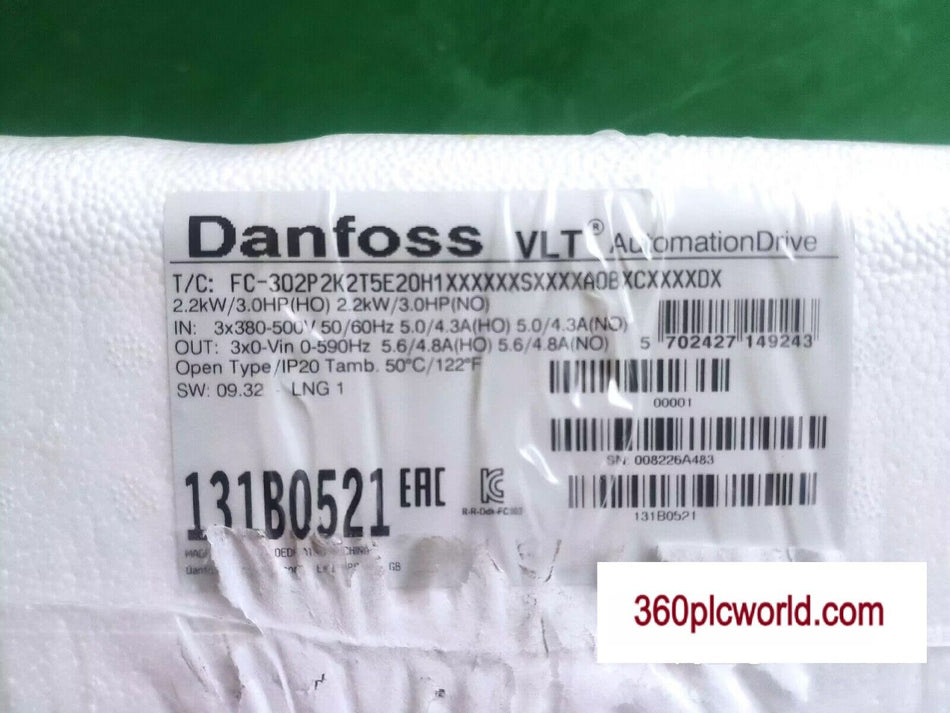 Danfoss VLT® AutomationDrive
T/C: FC-302P2K2T5E20H1XXXXXXSXXXXA0BXCXXXXDX
2.2kW/3.0HP(HO) 2.2kW/3.0HP(NO)
IN: 3x380-500V 50/60Hz 5.0/4.3A(HO) 5.0/4.3A(NO)
OUT: 3x0-Vin 0-590Hz 5.6/4.8A(HO) 5.6/4.8A(NO)
5 702427 149243
Open Type/IP20 Tamb. 50°C/122°F
SW: 09.32 - LNG 1
00001
SN: 008226A483
131B0521
EAC
131B0521
GB
360plcworld.com